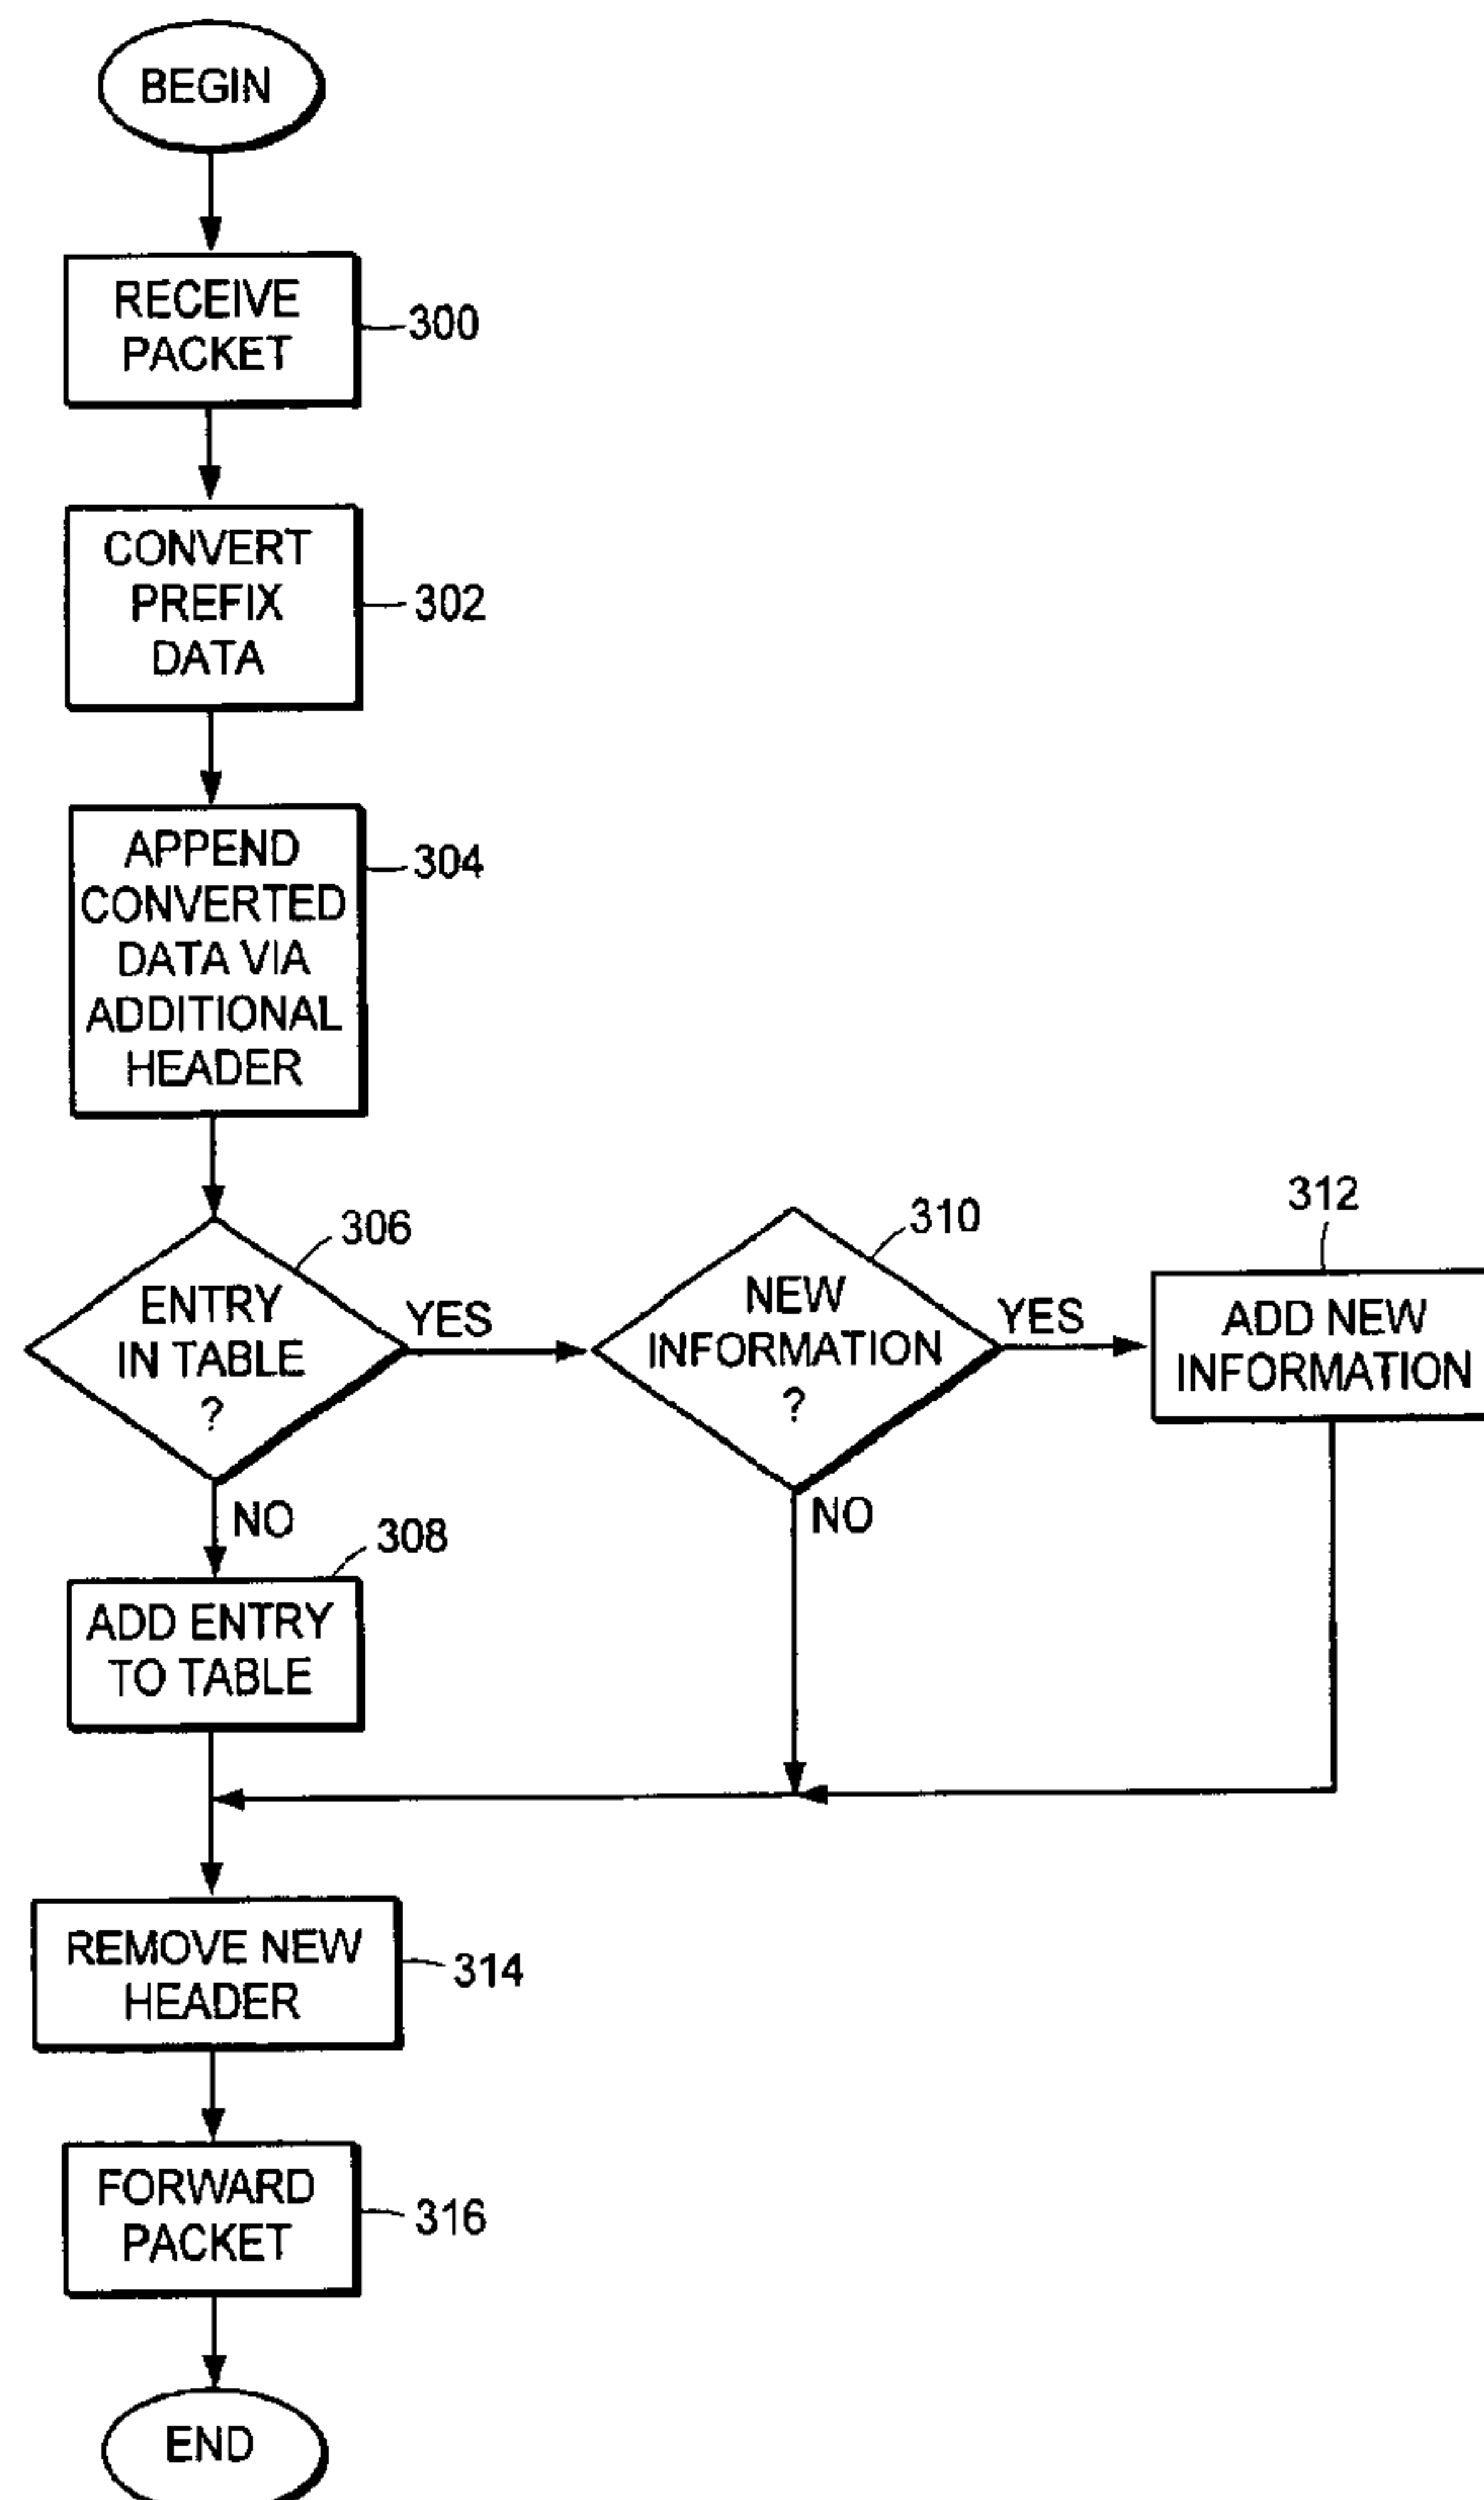 BEGIN
RECEIVE
PACKET
300
CONVERT
PREFIX
DATA
302
APPEND
CONVERTED
DATA VIA
ADDITIONAL
HEADER
304
306
ENTRY
IN TABLE
?
YES
310
NEW
INFORMATION
?
YES
312
ADD NEW
INFORMATION
NO
NO
308
ADD ENTRY
TO TABLE
REMOVE NEW
HEADER
314
FORWARD
PACKET
316
END